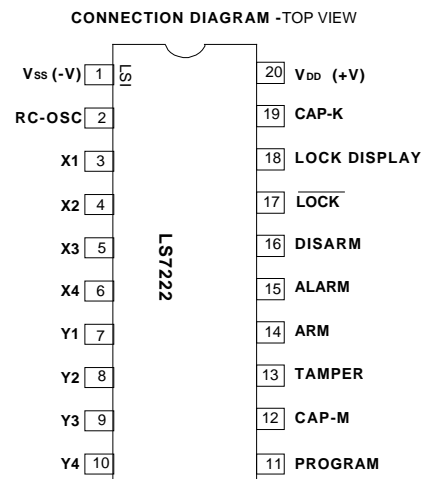 CONNECTION DIAGRAM -TOP VIEW
VSS (-V) 1 LSI 20 VDD (+V)
RC-OSC 2 19 CAP-K
X1 3 18 LOCK DISPLAY
X2 4 17 LOCK
X3 5 16 DISARM
LS7222
X4 6 15 ALARM
Y1 7 14 ARM
Y2 8 13 TAMPER
Y3 9 12 CAP-M
Y4 10 11 PROGRAM